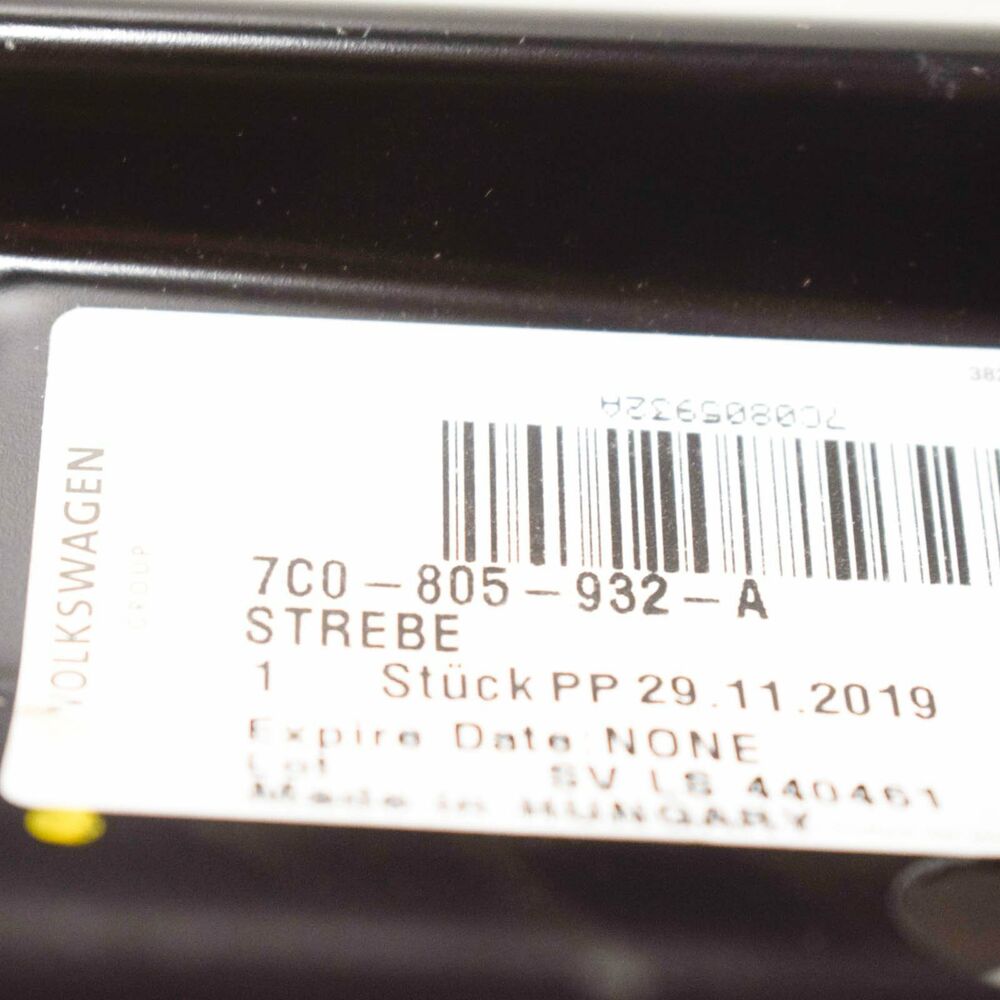 382
7C0805932A
VOLKSWAGEN
GROUP
7C0-805-932-A
STREBE
1 Stück PP 29.11.2019
Expire Date:NONE
Lot SV LS 440461
Made in HUNGARY